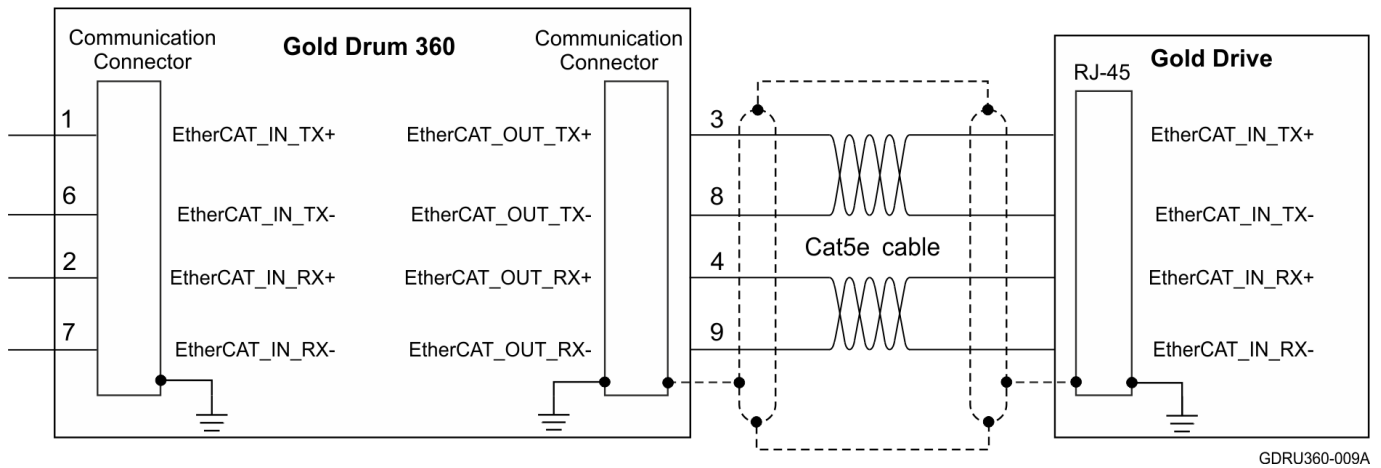 Communication
Connector
Gold Drum 360
Communication
Connector
RJ-45
Gold Drive
1
EtherCAT_IN_TX+
EtherCAT_OUT_TX+
3
EtherCAT_IN_TX+
6
EtherCAT_IN_TX-
EtherCAT_OUT_TX-
8
EtherCAT_IN_TX-
Cat5e cable
2
EtherCAT_IN_RX+
EtherCAT_OUT_RX+
4
EtherCAT_IN_RX+
7
EtherCAT_IN_RX-
EtherCAT_OUT_RX-
9
EtherCAT_IN_RX-
GDRU360-009A